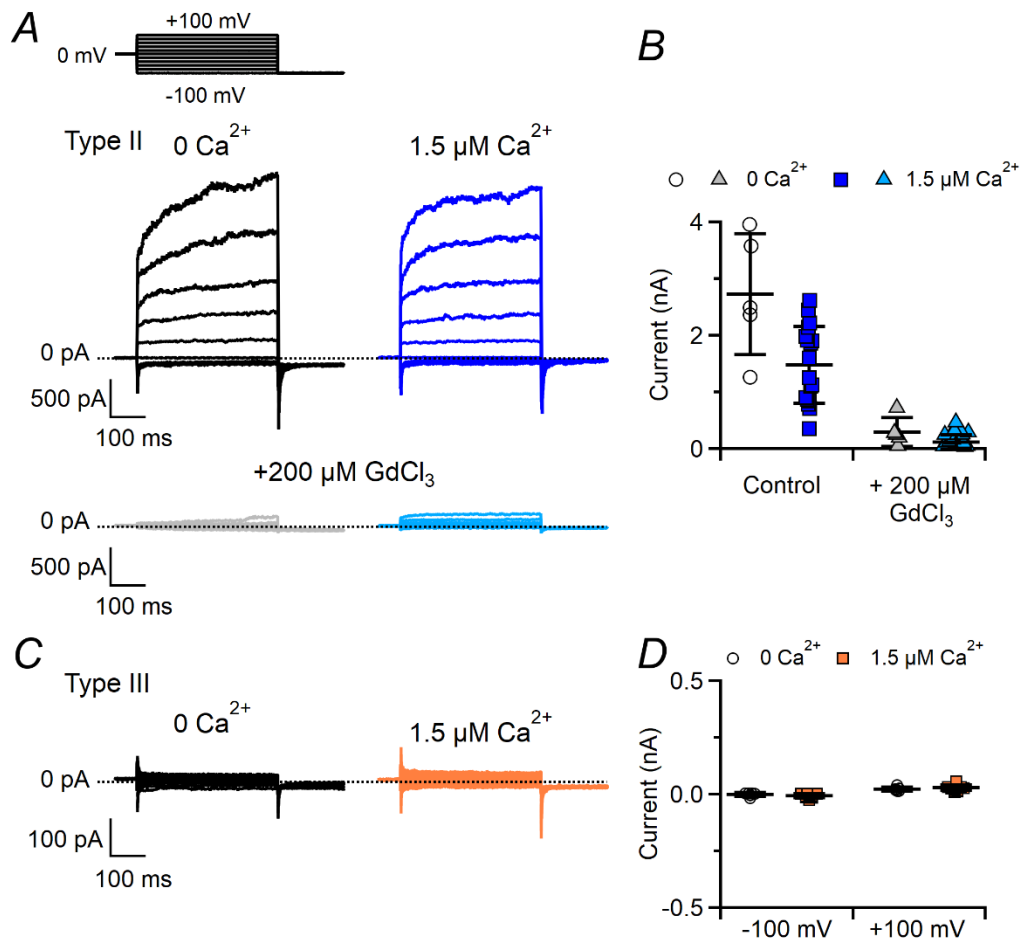 A
+100 mV
0 mV
-100 mV
Type II
0 Ca²⁺
1.5 µM Ca²⁺
0 pA
500 pA
100 ms
+200 µM GdCl₃
0 pA
500 pA
100 ms
B
0 Ca²⁺
1.5 µM Ca²⁺
4
2
0
Current (nA)
Control
+ 200 µM
GdCl₃
C
Type III
0 Ca²⁺
1.5 µM Ca²⁺
0 pA
100 pA
100 ms
D
0 Ca²⁺
1.5 µM Ca²⁺
0.5
0.0
-0.5
Current (nA)
-100 mV
+100 mV